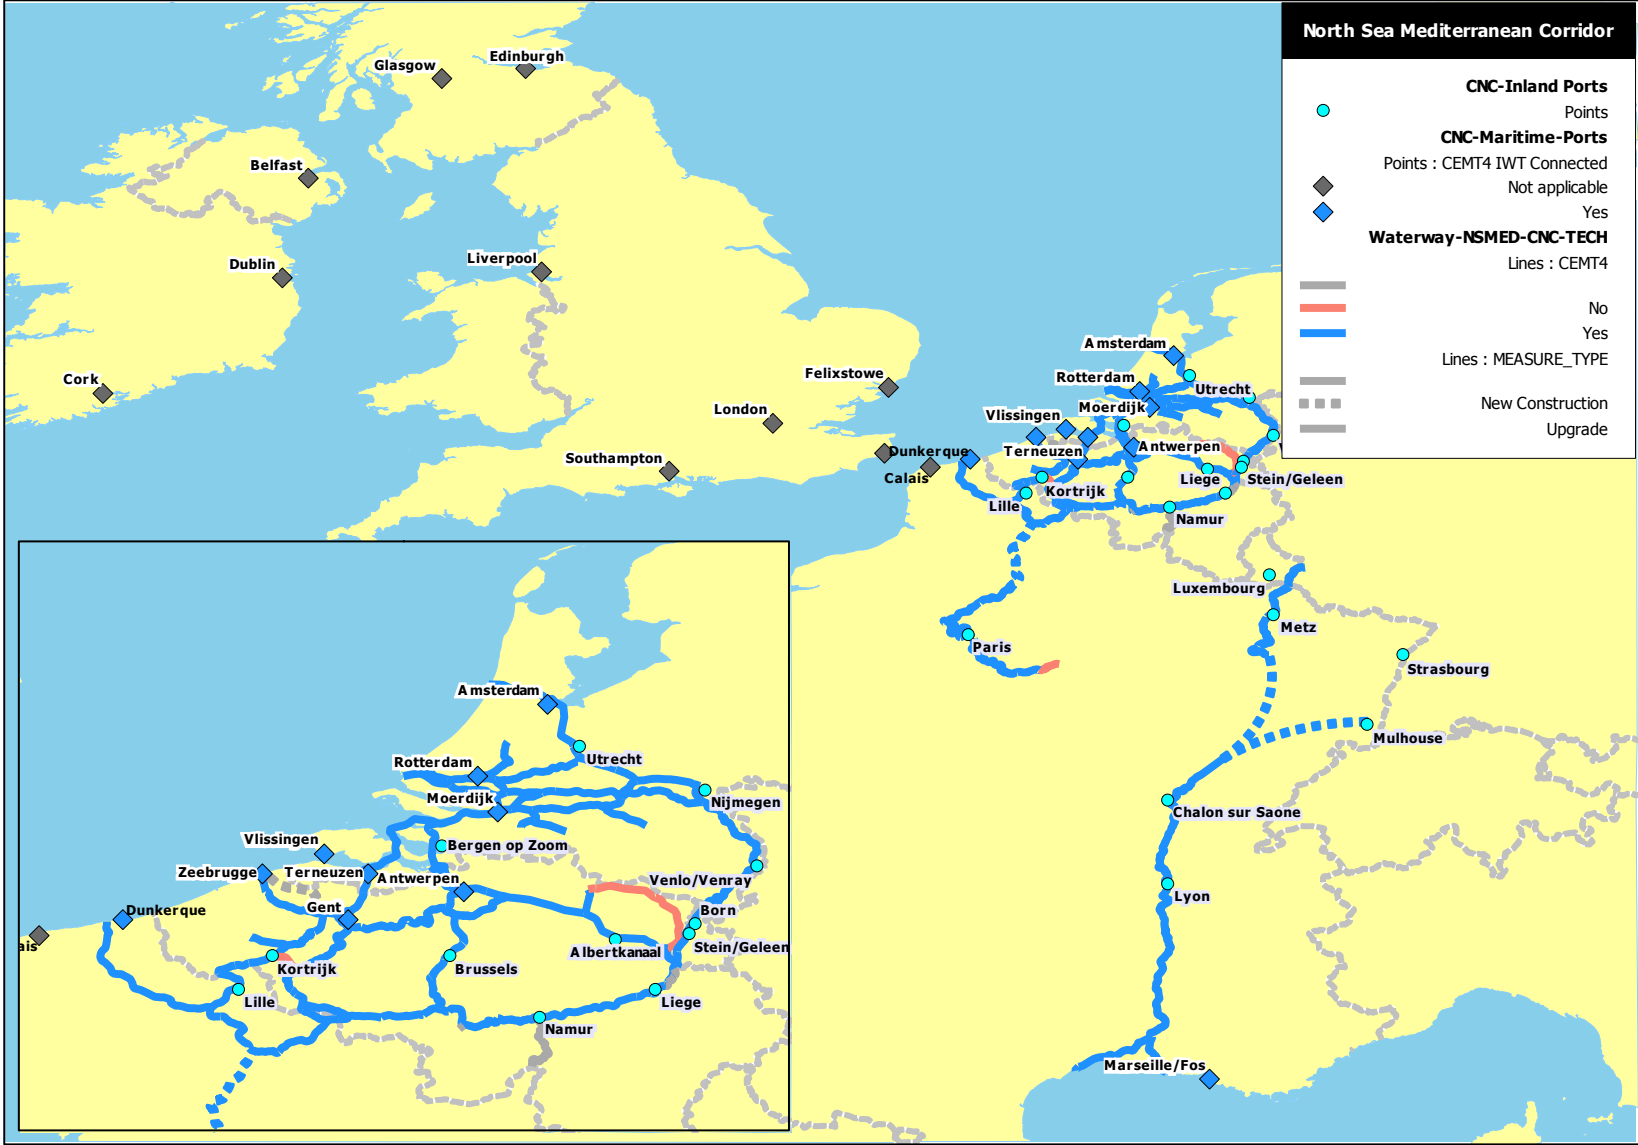 North Sea Mediterranean Corridor
CNC-Inland Ports
Points
CNC-Maritime-Ports
Points : CEMT4 IWT Connected
Not applicable
Yes
Waterway-NSMED-CNC-TECH
Lines : CEMT4
No
Yes
Lines : MEASURE_TYPE
New Construction
Upgrade
Edinburgh
Glasgow
Belfast
Liverpool
Dublin
Cork
Felixstowe
London
Southampton
Amsterdam
Rotterdam
Utrecht
Moerdijk
Vlissingen
Antwerpen
Terneuzen
Dunkerque
Calais
Liege
Stein/Geleen
Kortrijk
Lille
Namur
Luxembourg
Metz
Paris
Strasbourg
Mulhouse
Chalon sur Saone
Lyon
Marseille/Fos
Amsterdam
Utrecht
Rotterdam
Moerdijk
Nijmegen
Vlissingen
Bergen op Zoom
Zeebrugge
Terneuzen
Antwerpen
Venlo/Venray
Gent
Dunkerque
Born
ais
Stein/Geleen
Albertkanaal
Kortrijk
Brussels
Lille
Liege
Namur